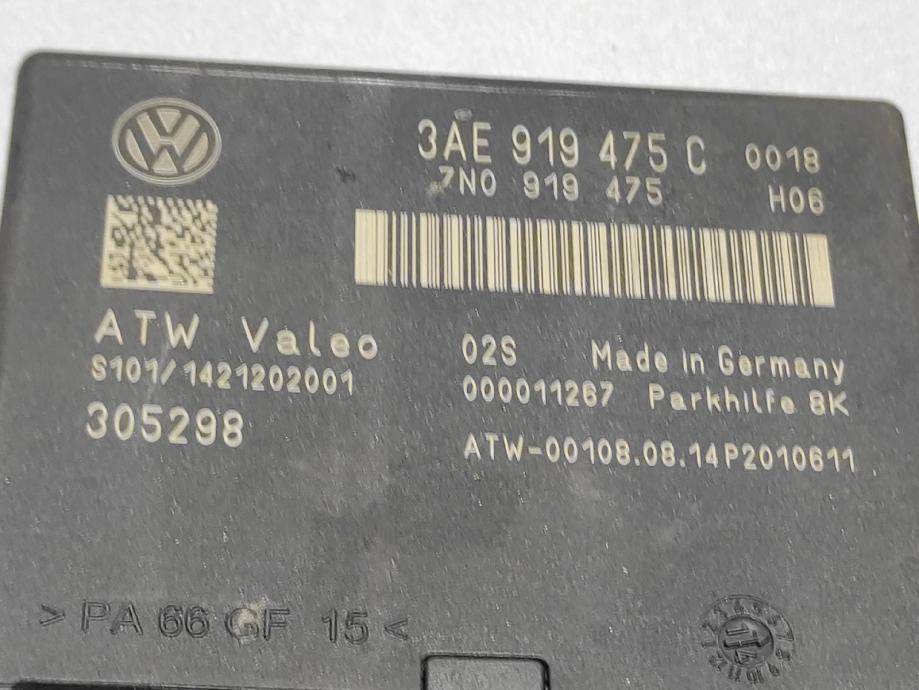 3AE 919 475 C 0018
7N0 919 475 H06
ATW Valeo
S101/1421202001
305298
02S Made in Germany
000011267 Parkhilfe 8K
ATW-00108.08.14P2010611
> PA 66 GF 15 <